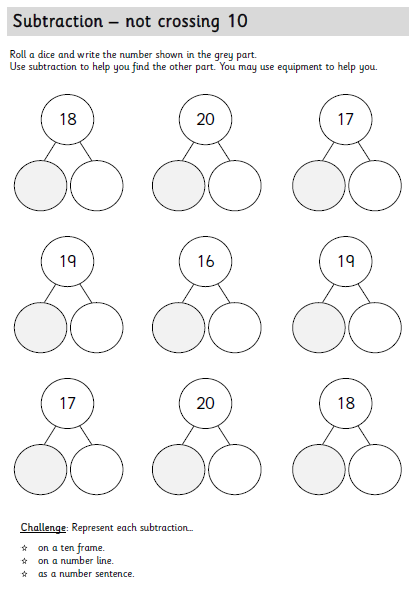 Subtraction – not crossing 10
Roll a dice and write the number shown in the grey part.
Use subtraction to help you find the other part. You may use equipment to help you.
18 20 17
19 16 19
17 20 18
Challenge: Represent each subtraction...
☆ on a ten frame.
☆ on a number line.
☆ as a number sentence.